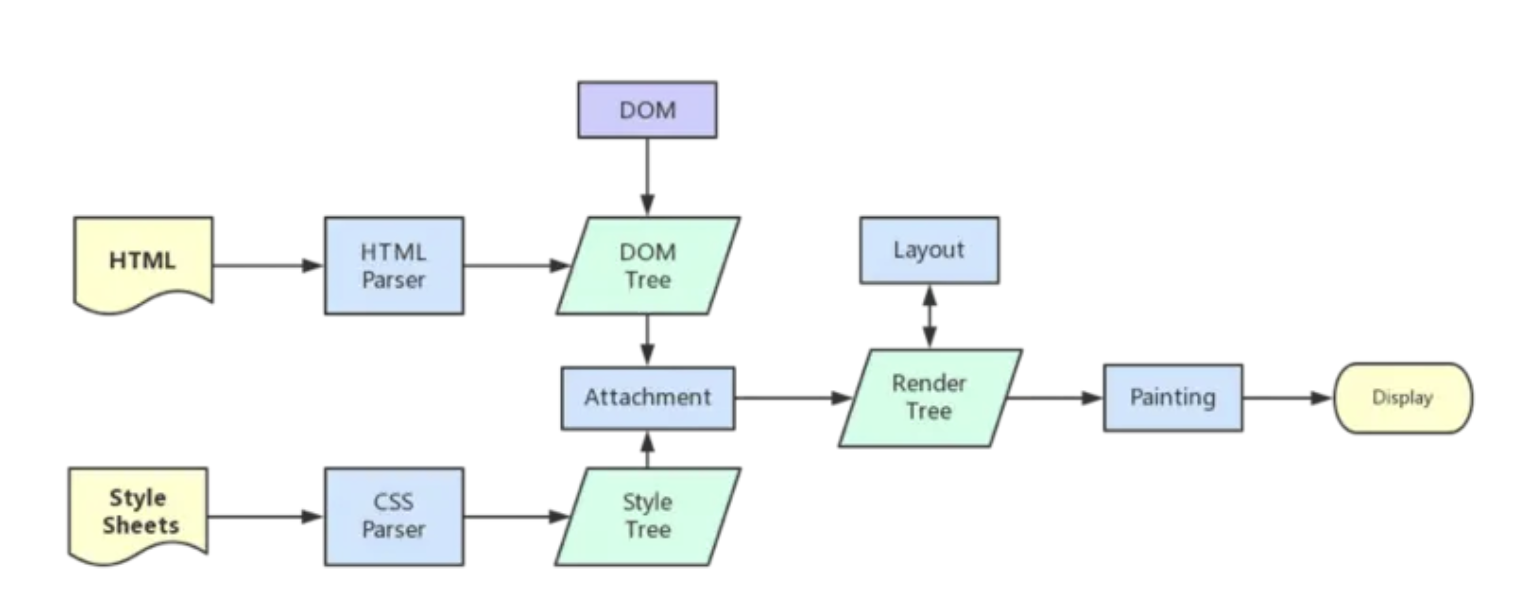 DOM
HTML
HTML
Parser
DOM
Tree
Layout
Attachment
Render
Tree
Painting
Display
Style
Sheets
CSS
Parser
Style
Tree